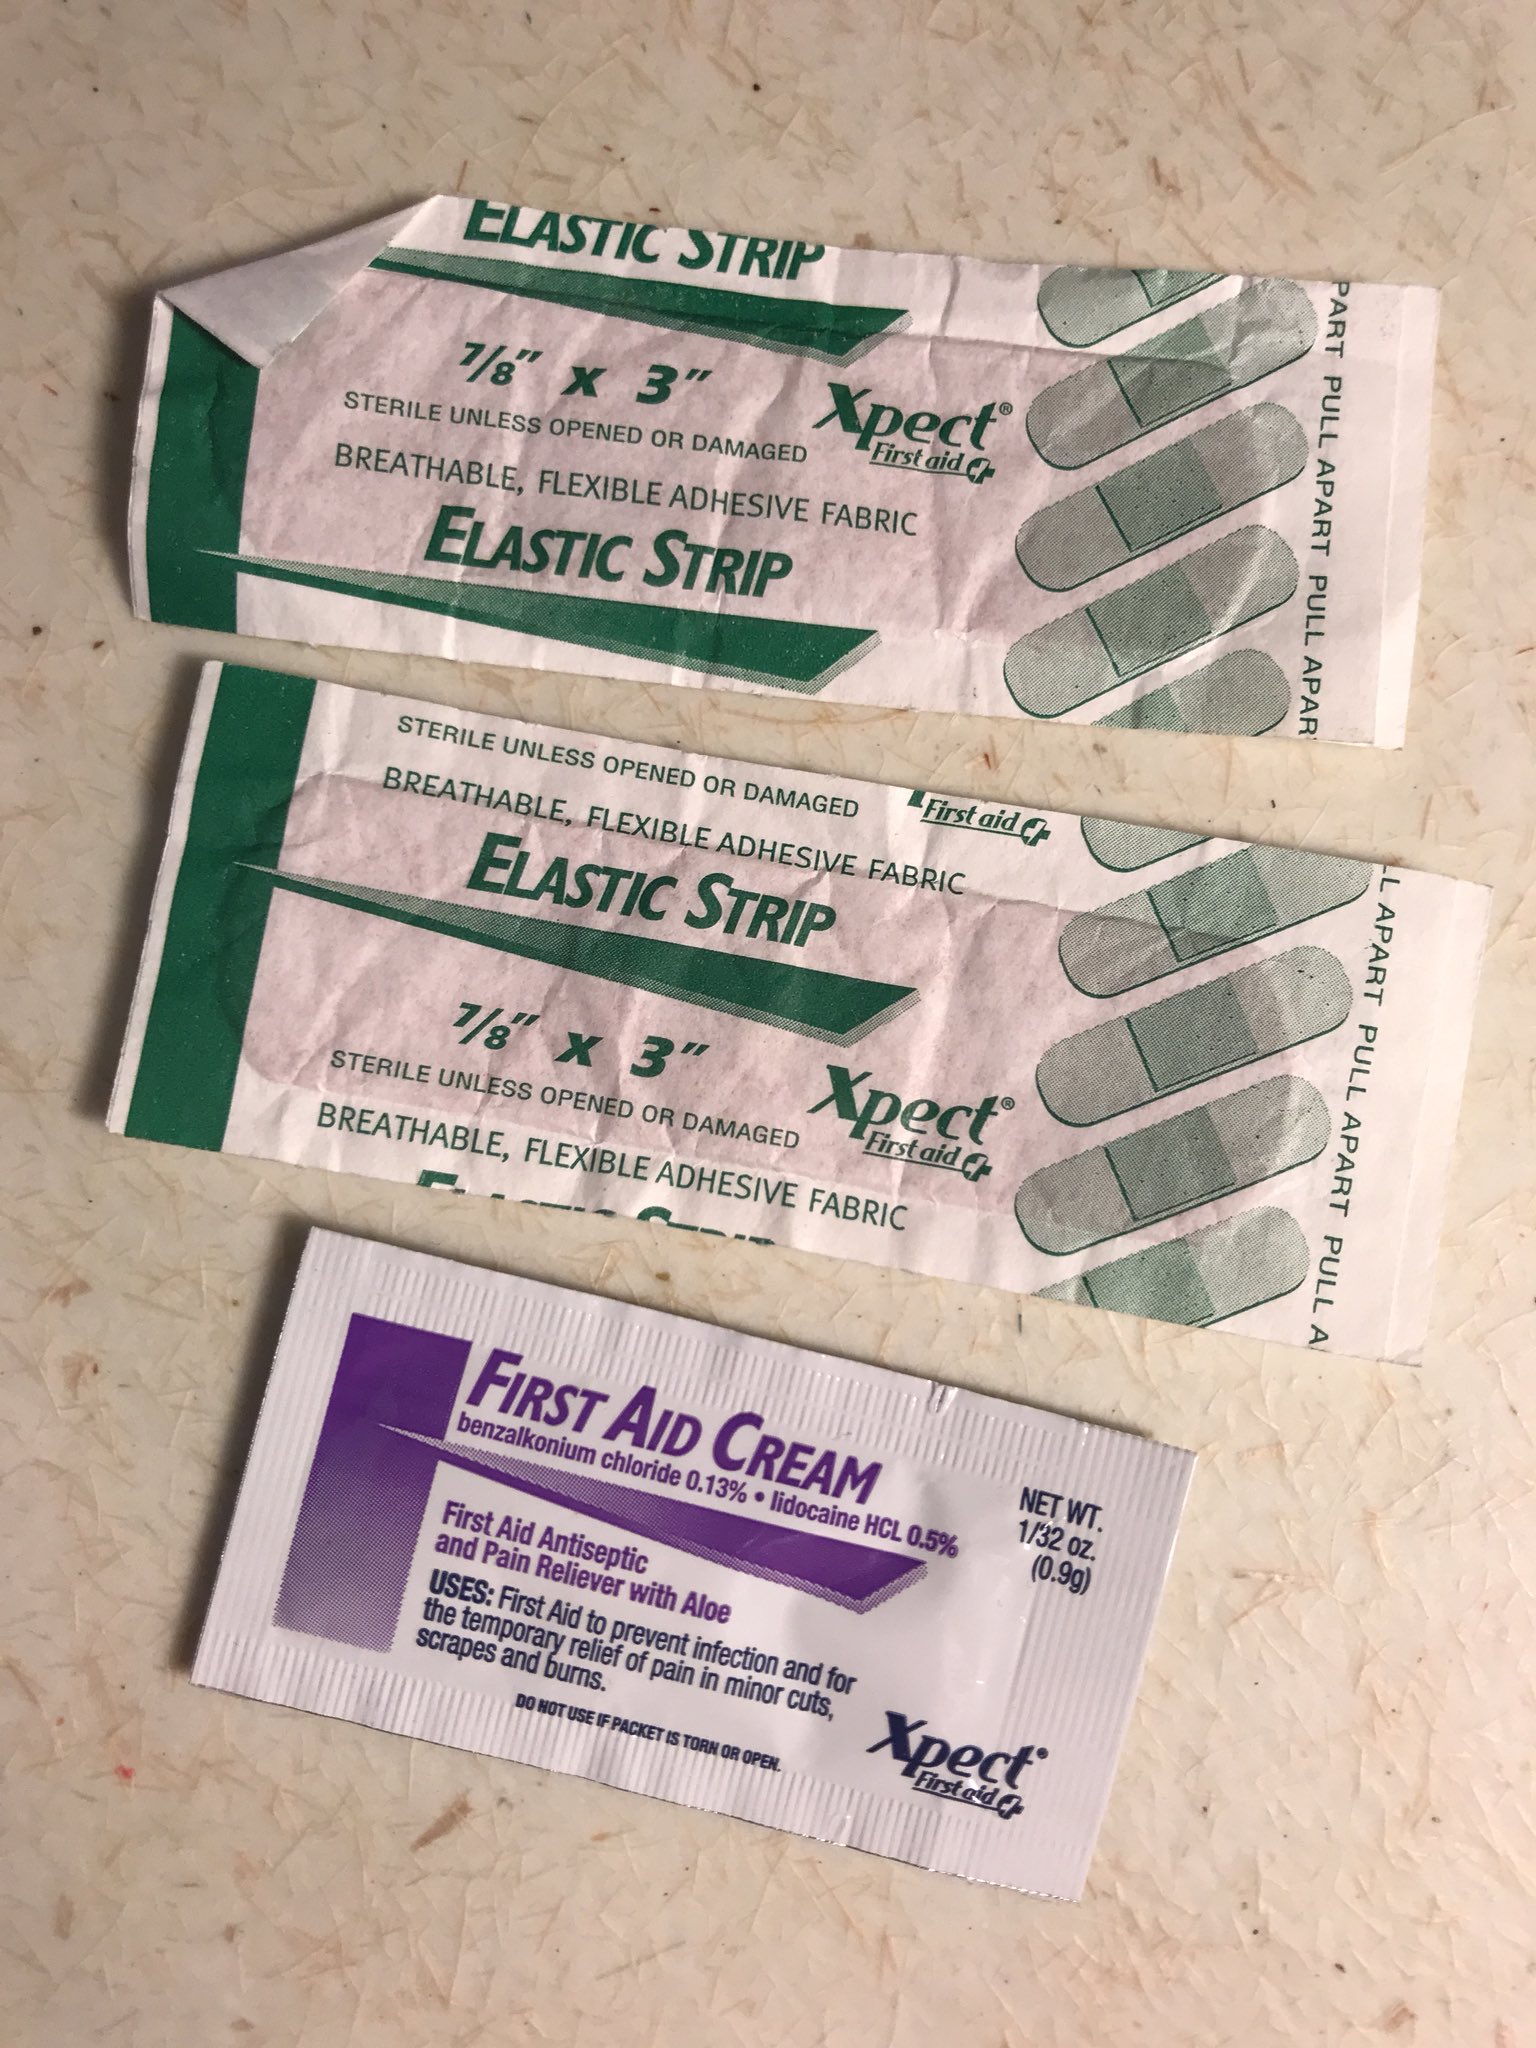 ELASTIC STRIP
7/8" x 3"
STERILE UNLESS OPENED OR DAMAGED
Xpect®
First aid
BREATHABLE, FLEXIBLE ADHESIVE FABRIC
ELASTIC STRIP
PART PULL APART PULL APART PULL APAR
STERILE UNLESS OPENED OR DAMAGED
First aid
BREATHABLE, FLEXIBLE ADHESIVE FABRIC
ELASTIC STRIP
7/8" x 3"
STERILE UNLESS OPENED OR DAMAGED
Xpect®
First aid
BREATHABLE, FLEXIBLE ADHESIVE FABRIC
ELASTIC STRIP
LL APART PULL APART PULL A
FIRST AID CREAM
benzalkonium chloride 0.13% • lidocaine HCL 0.5%
First Aid Antiseptic
and Pain Reliever with Aloe
USES: First Aid to prevent infection and for
the temporary relief of pain in minor cuts,
scrapes and burns.
DO NOT USE IF PACKET IS TORN OR OPEN.
NET WT.
1/32 oz.
(0.9g)
Xpect®
First aid